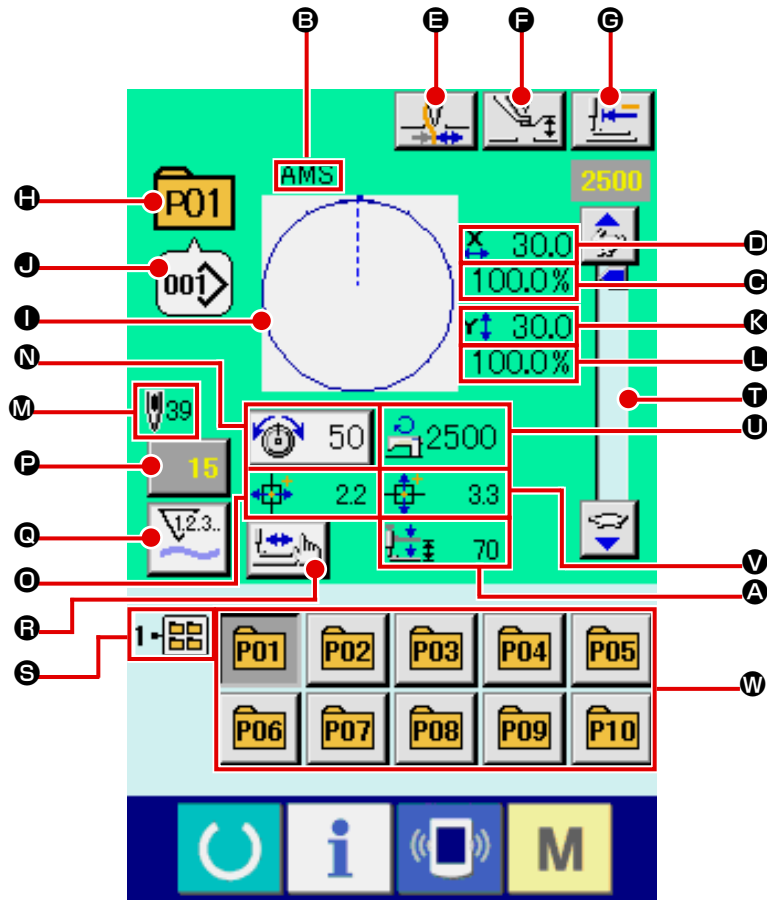 B E F G
AMS
2500
H P01
J 001
X 30.0 D
100.0% C
I
Y 30.0 K
100.0% L
N
M 39
T
50 2500 U
P 15
2.2 3.3
Q 1,2,3..
O
70 V
A
R
S 1
P01 P02 P03 P04 P05
W
P06 P07 P08 P09 P10
i M